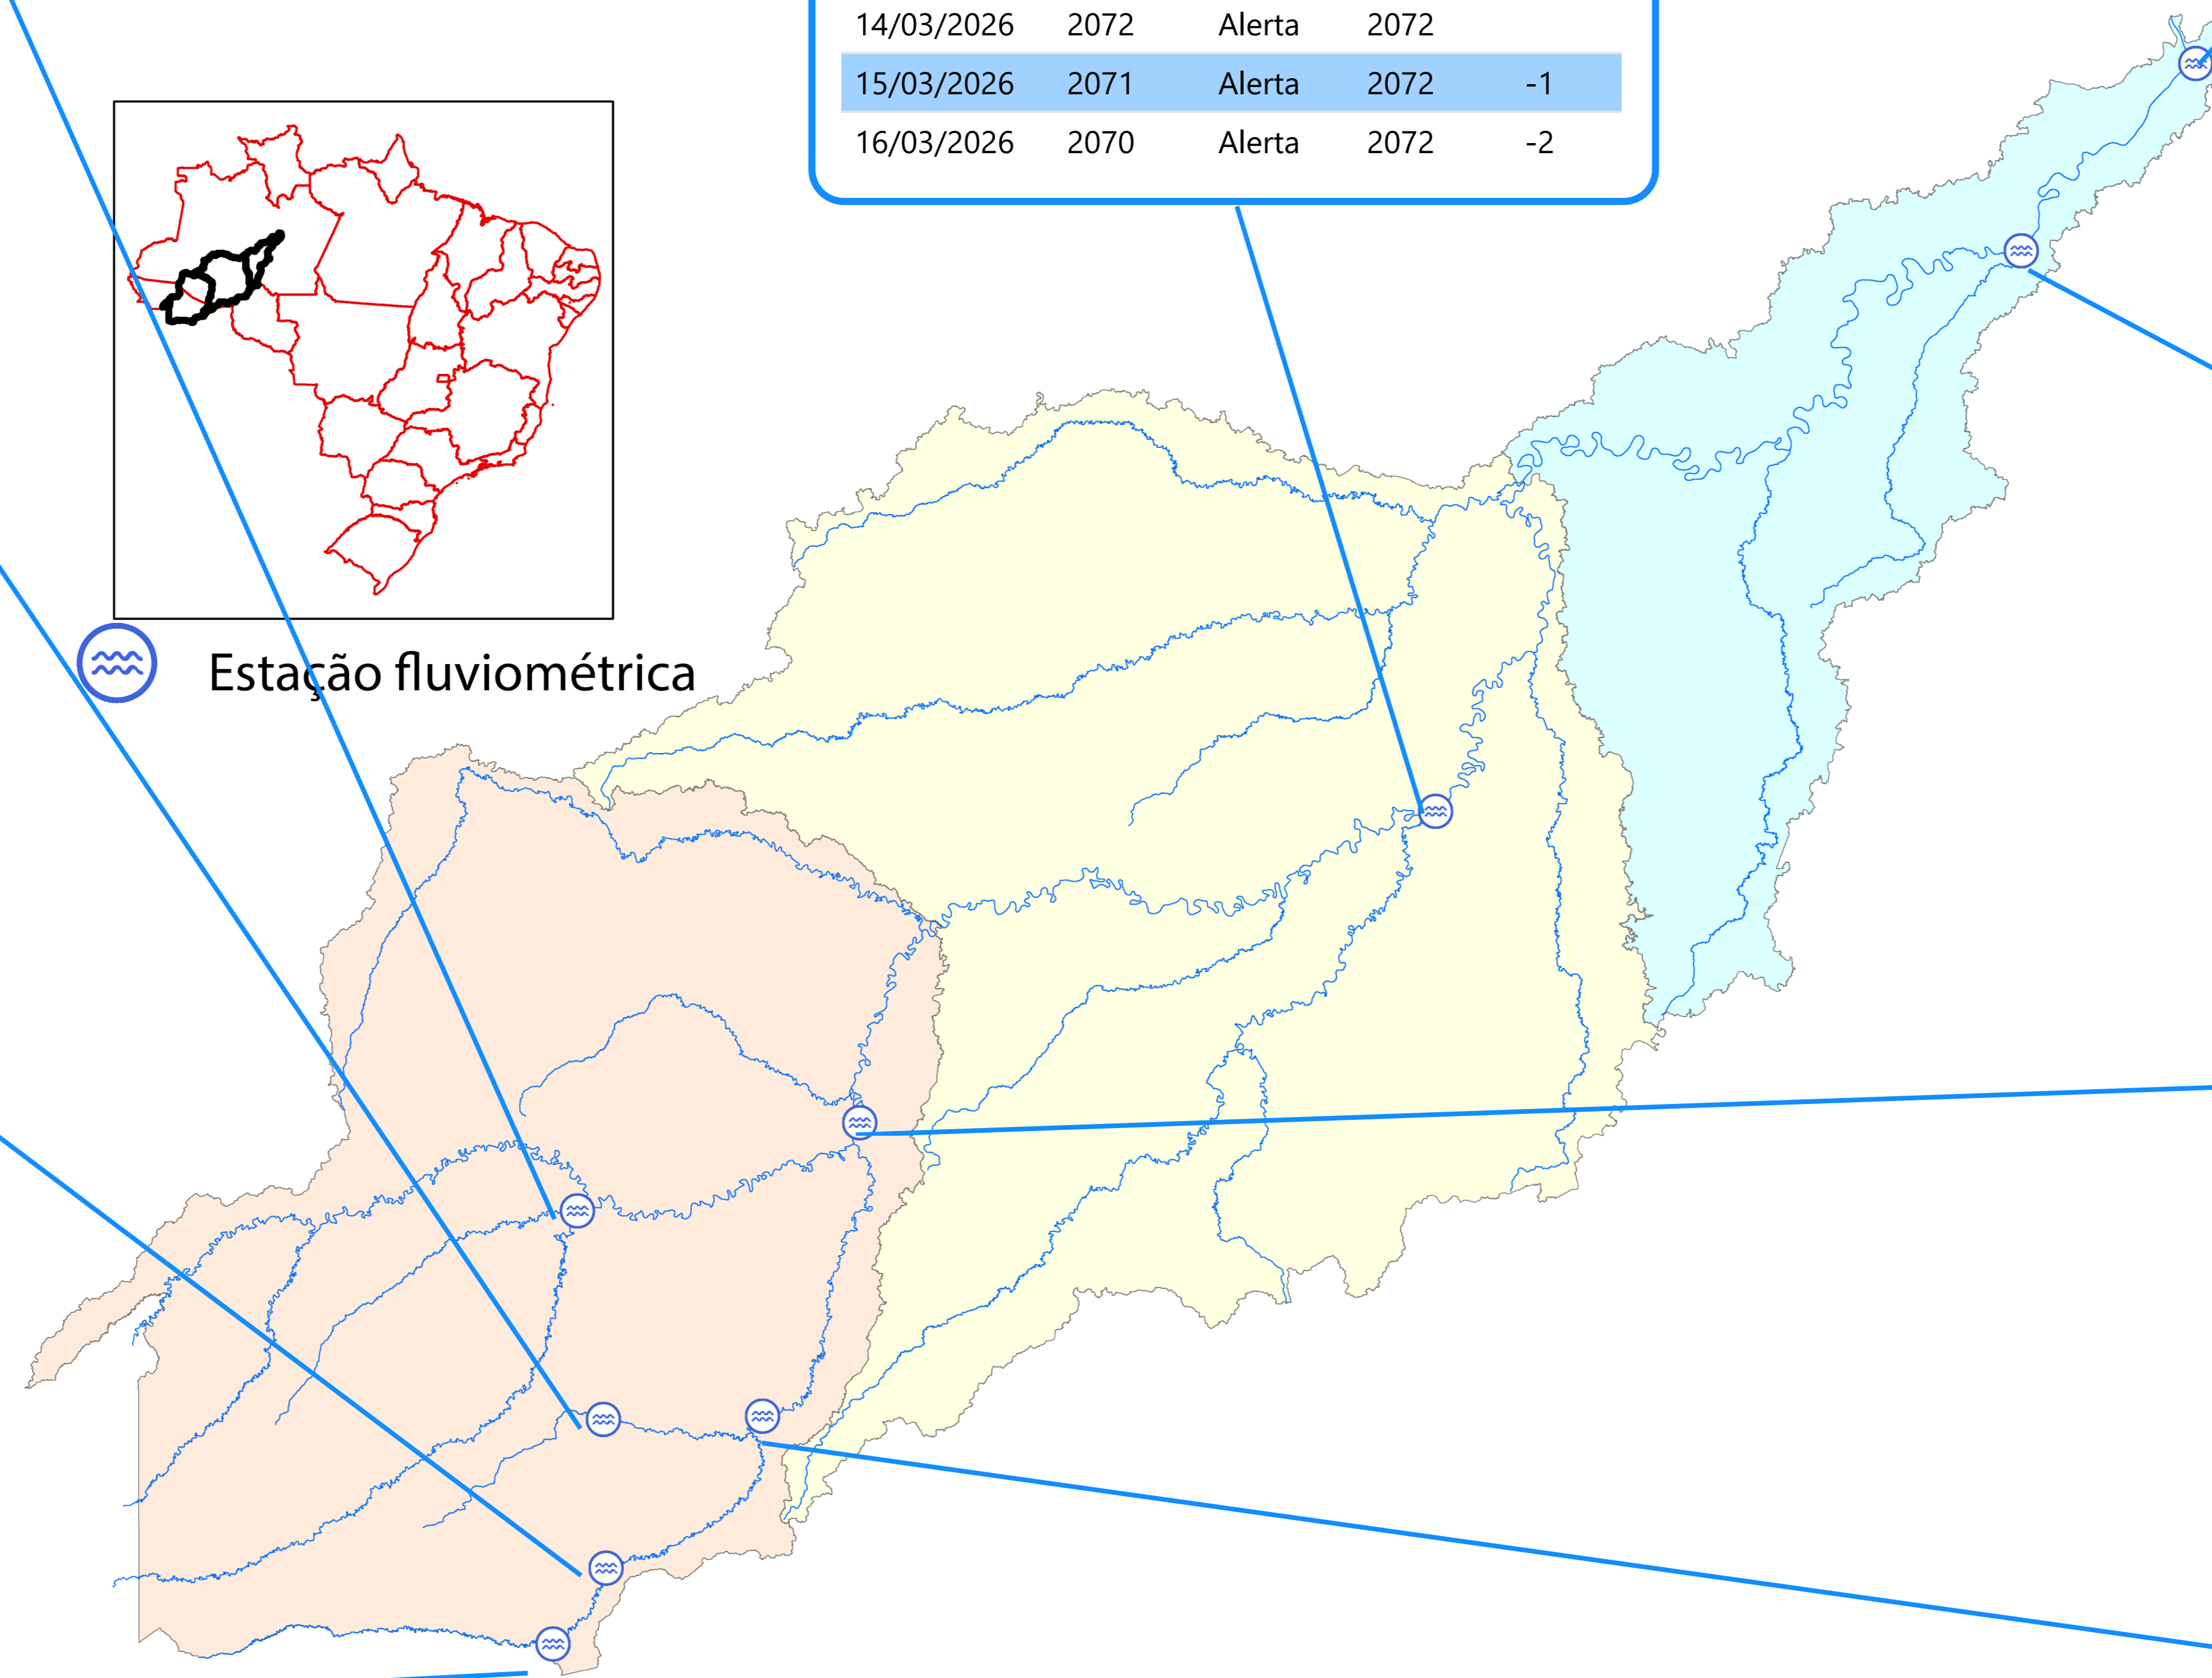 14/03/2026 2072 Alerta 2072
15/03/2026 2071 Alerta 2072 -1
16/03/2026 2070 Alerta 2072 -2
Estação fluviométrica